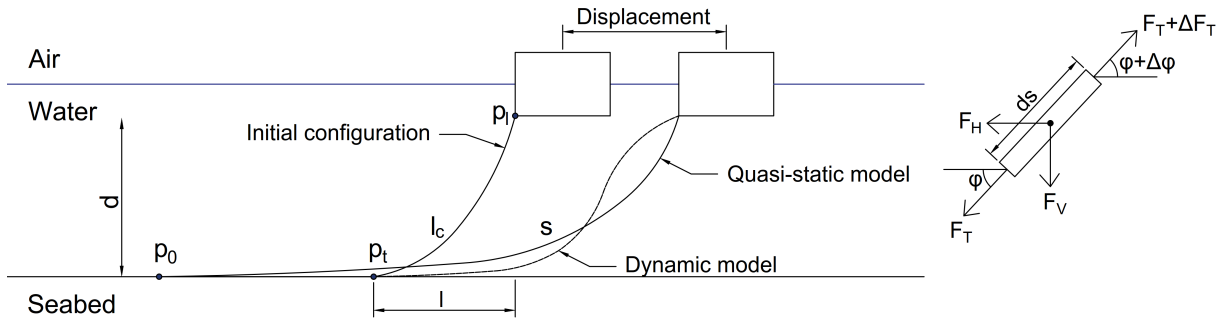 Displacement
F_T+ΔF_T
Air
φ+Δφ
ds
Water
p_l
Initial configuration
F_H
Quasi-static model
d
φ
F_V
l_c
s
p_0
p_t
F_T
Dynamic model
Seabed
l